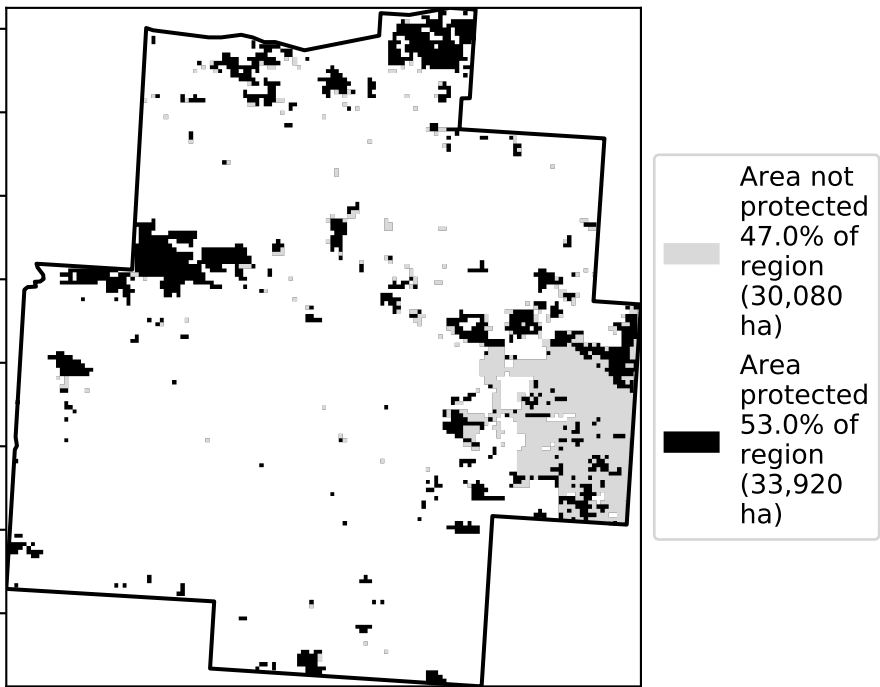 Area not
protected
47.0% of
region
(30,080
ha)
Area
protected
53.0% of
region
(33,920
ha)